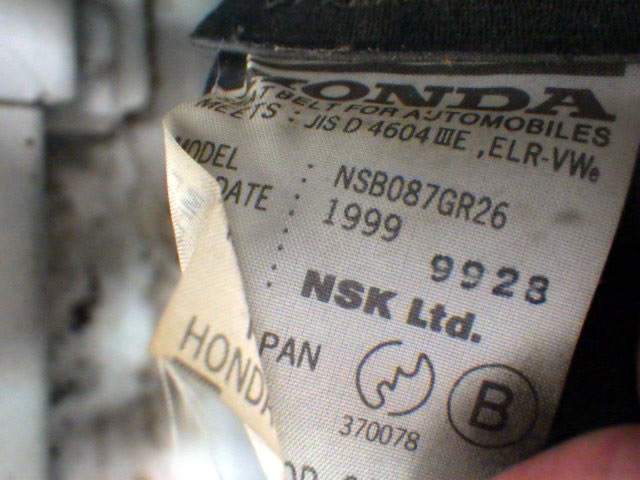 HONDA
T BELT FOR AUTOMOBILES
MEETS : JIS D 4604 ⅢE , ELR-VWe
MODEL : NSB087GR26
DATE : 1999
9928
NSK Ltd.
PAN
370078
B
HONDA